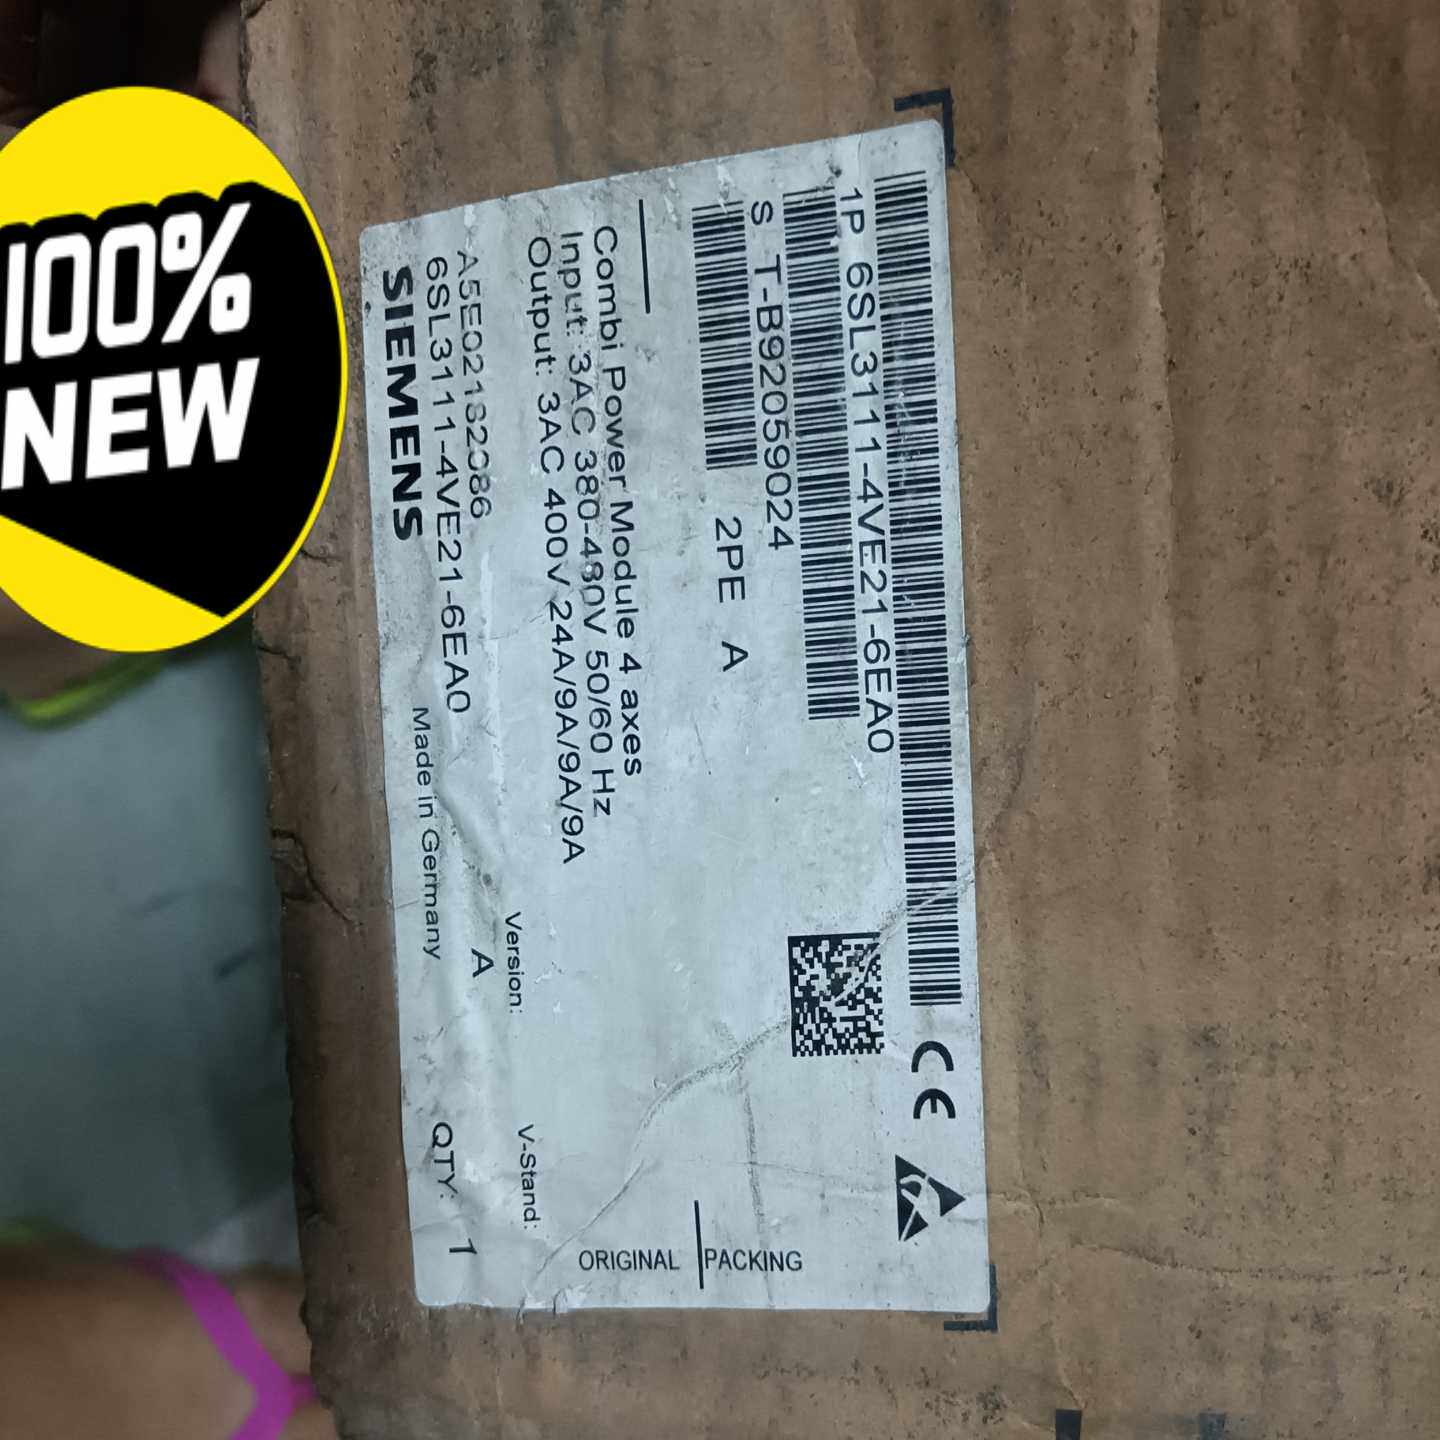 100%
NEW
SIEMENS
6SL3111-4VE21-6EA0
Made in Germany
QTY: 1
A5E02182086
A
Version:
V-Stand:
Output: 3AC 400V 24A/9A/9A/9A
Input: 3AC 380-480V 50/60 Hz
Combi Power Module 4 axes
ORIGINAL PACKING
2PE A
S T-B92059024
1P 6SL3111-4VE21-6EA0
CE